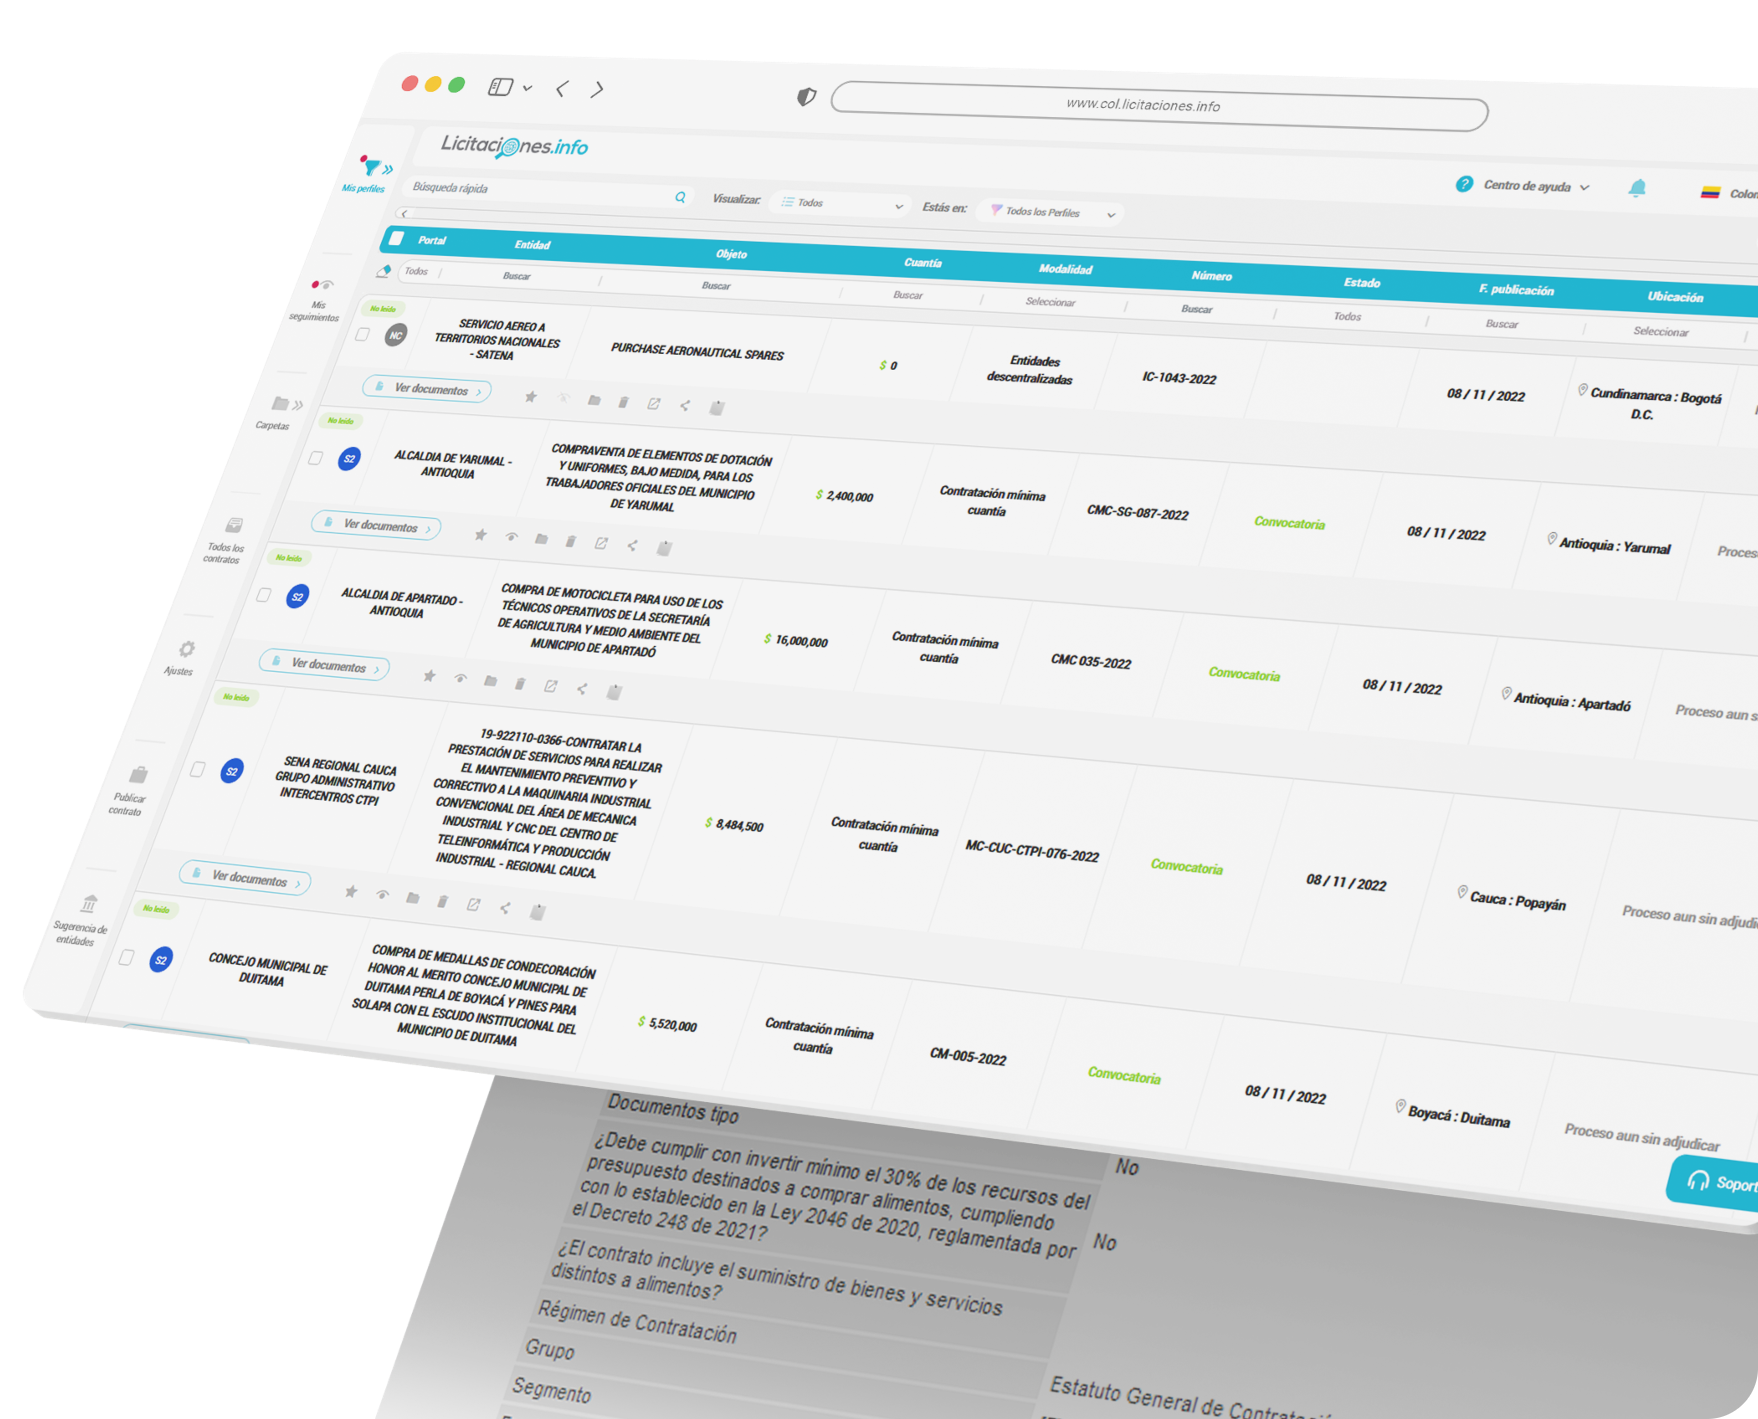 www.col.licitaciones.info
Licitaciones.info
Centro de ayuda
Mis perfiles
Búsqueda rápida
Visualizar:
Todos
Estás en:
Todos los Perfiles
Portal
Entidad
Objeto
Cuantía
Modalidad
Número
Estado
F. publicación
Ubicación
Todos
Buscar
Buscar
Buscar
Seleccionar
Buscar
Todos
Buscar
Seleccionar
Mis
seguimientos
No leído
NC
SERVICIO AEREO A
TERRITORIOS NACIONALES
- SATENA
PURCHASE AERONAUTICAL SPARES
$ 0
Entidades
descentralizadas
IC-1043-2022
08 / 11 / 2022
Cundinamarca : Bogotá
D.C.
Ver documentos
Carpetas
No leído
S2
ALCALDIA DE YARUMAL -
ANTIOQUIA
COMPRAVENTA DE ELEMENTOS DE DOTACIÓN
Y UNIFORMES, BAJO MEDIDA, PARA LOS
TRABAJADORES OFICIALES DEL MUNICIPIO
DE YARUMAL
$ 2,400,000
Contratación mínima
cuantía
CMC-SG-087-2022
Convocatoria
08 / 11 / 2022
Antioquia : Yarumal
Ver documentos
Todos los
contratos
No leído
S2
ALCALDIA DE APARTADO -
ANTIOQUIA
COMPRA DE MOTOCICLETA PARA USO DE LOS
TÉCNICOS OPERATIVOS DE LA SECRETARÍA
DE AGRICULTURA Y MEDIO AMBIENTE DEL
MUNICIPIO DE APARTADÓ
$ 16,000,000
Contratación mínima
cuantía
CMC 035-2022
Convocatoria
08 / 11 / 2022
Antioquia : Apartadó
Proceso aun s
Ver documentos
Ajustes
No leído
S2
SENA REGIONAL CAUCA
GRUPO ADMINISTRATIVO
INTERCENTROS CTPI
19-922110-0366-CONTRATAR LA
PRESTACIÓN DE SERVICIOS PARA REALIZAR
EL MANTENIMIENTO PREVENTIVO Y
CORRECTIVO A LA MAQUINARIA INDUSTRIAL
CONVENCIONAL DEL ÁREA DE MECANICA
INDUSTRIAL Y CNC DEL CENTRO DE
TELEINFORMÁTICA Y PRODUCCIÓN
INDUSTRIAL - REGIONAL CAUCA.
$ 8,484,500
Contratación mínima
cuantía
MC-CUC-CTPI-076-2022
Convocatoria
08 / 11 / 2022
Cauca : Popayán
Proceso aun sin adjudic
Ver documentos
Publicar
contrato
No leído
S2
CONCEJO MUNICIPAL DE
DUITAMA
COMPRA DE MEDALLAS DE CONDECORACIÓN
HONOR AL MERITO CONCEJO MUNICIPAL DE
DUITAMA PERLA DE BOYACÁ Y PINES PARA
SOLAPA CON EL ESCUDO INSTITUCIONAL DEL
MUNICIPIO DE DUITAMA
$ 5,520,000
Contratación mínima
cuantía
CM-005-2022
Convocatoria
08 / 11 / 2022
Boyacá : Duitama
Proceso aun sin adjudicar
Sugerencia de
entidades
Soport
Documentos tipo
No
¿Debe cumplir con invertir mínimo el 30% de los recursos del
presupuesto destinados a comprar alimentos, cumpliendo
con lo establecido en la Ley 2046 de 2020, reglamentada por
el Decreto 248 de 2021?
No
¿El contrato incluye el suministro de bienes y servicios
distintos a alimentos?
Régimen de Contratación
Estatuto General de Contratació
Grupo
Segmento